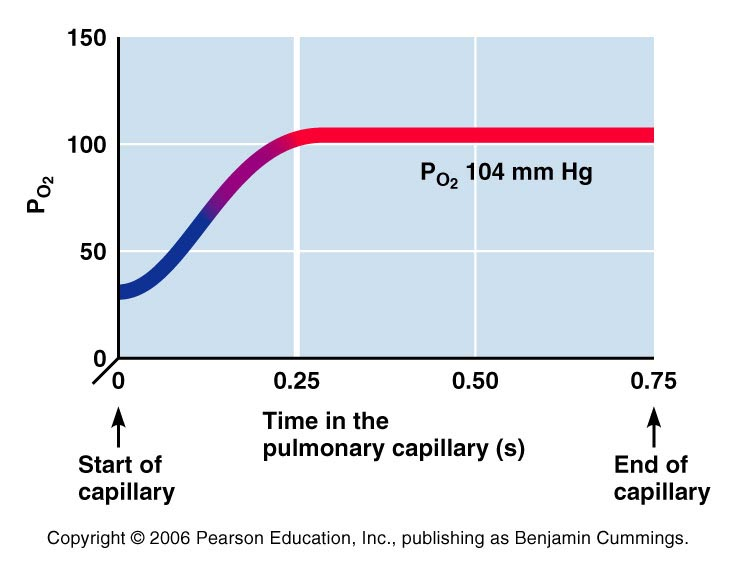 150
100
50
0
PO2
PO2 104 mm Hg
0 0.25 0.50 0.75
Time in the
pulmonary capillary (s)
Start of
capillary
End of
capillary
Copyright © 2006 Pearson Education, Inc., publishing as Benjamin Cummings.